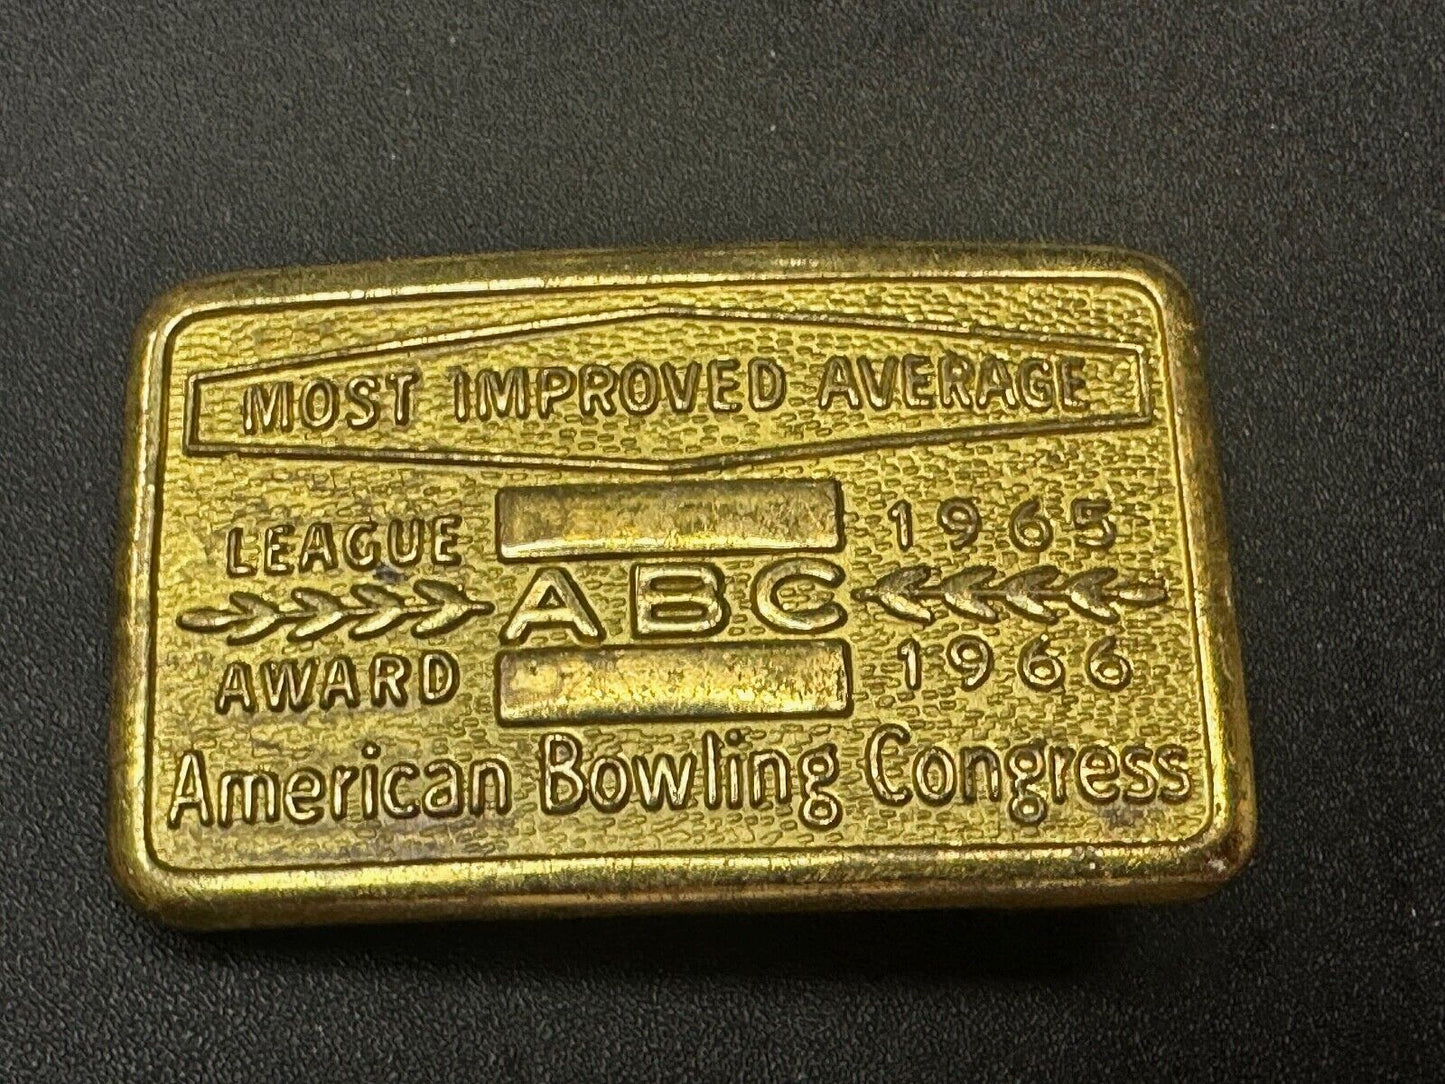 MOST IMPROVED AVERAGE
LEAGUE
AWARD
ABC
1965
1966
American Bowling Congress